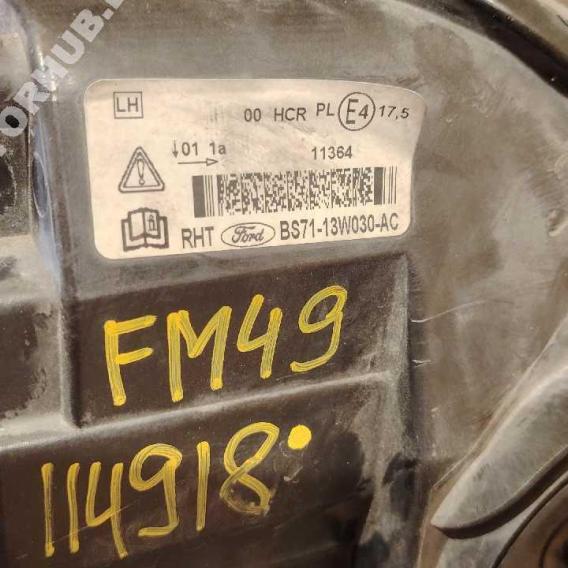 LH
00 HCR PL E4 17,5
↓01 1a
→
11364
RHT Ford BS71-13W030-AC
FM49
114918